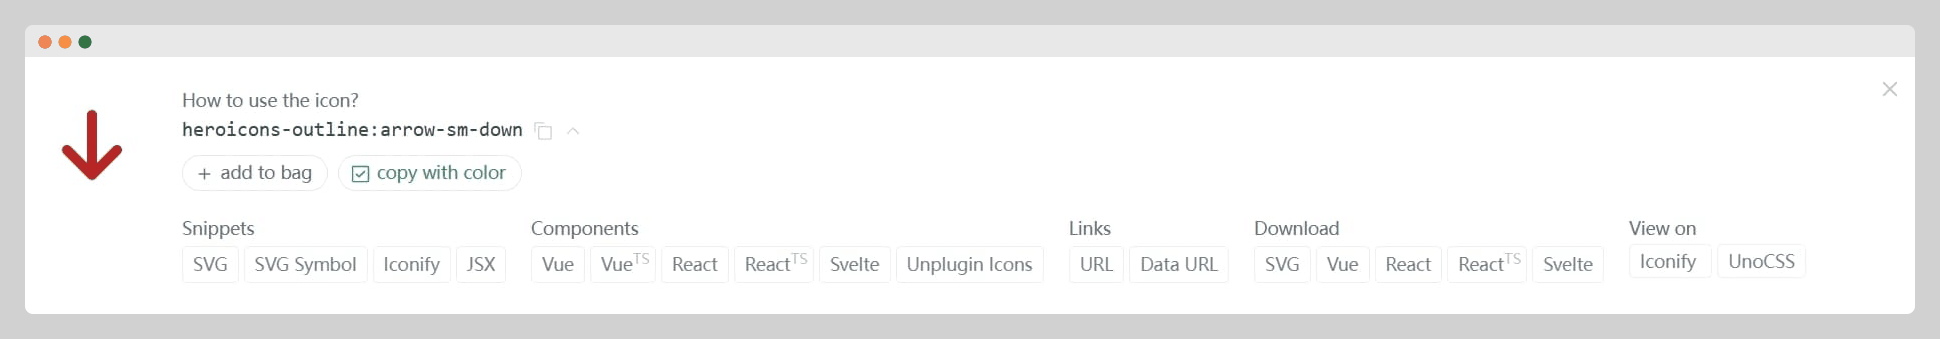 How to use the icon?
heroicons-outline:arrow-sm-down
+ add to bag
copy with color
Snippets
SVG SVG Symbol Iconify JSX
Components
Vue VueTS React ReactTS Svelte Unplugin Icons
Links
URL Data URL
Download
SVG Vue React ReactTS Svelte
View on
Iconify UnoCSS